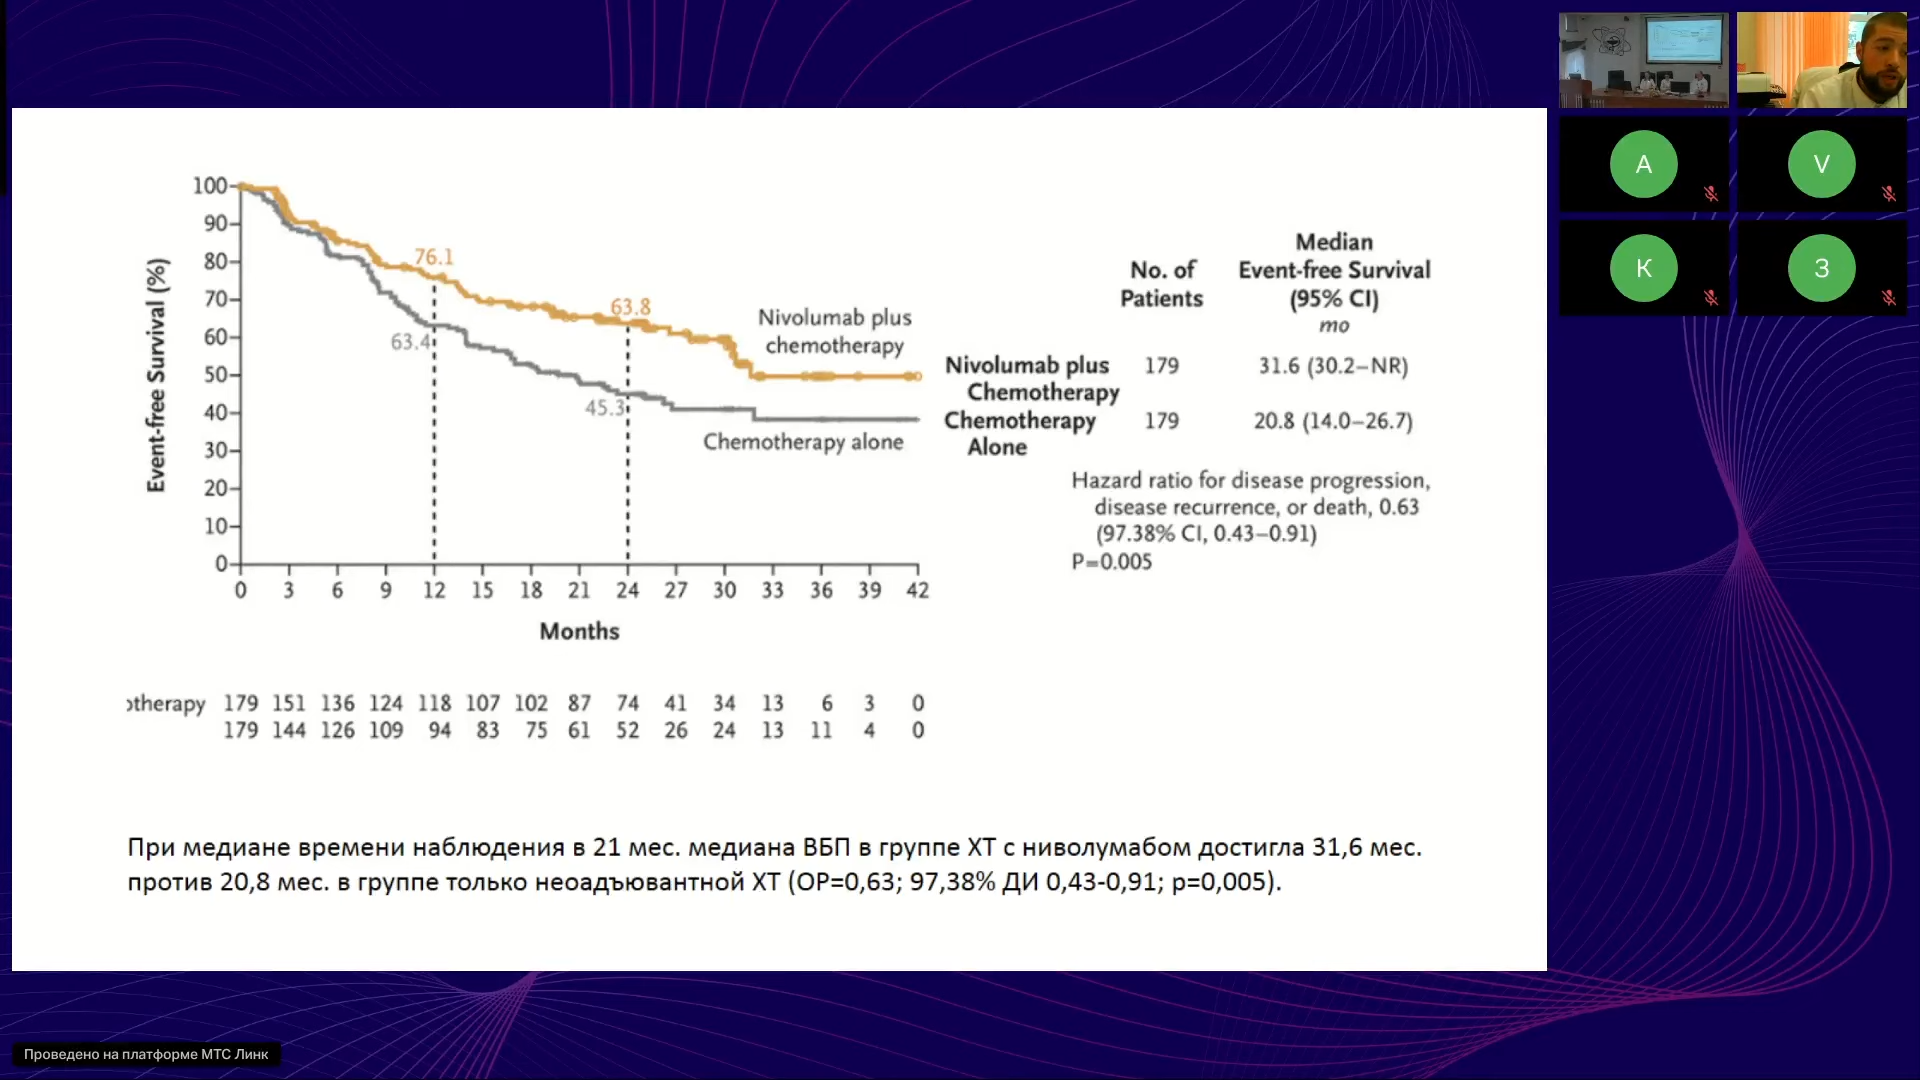 100
90
80
70
60
50
40
30
20
10
0
Event-free Survival (%)
76.1
63.8
63.4
45.3
Nivolumab plus
chemotherapy
Chemotherapy alone
0 3 6 9 12 15 18 21 24 27 30 33 36 39 42
Months
No. of
Patients
Median
Event-free Survival
(95% CI)
mo
Nivolumab plus
Chemotherapy
179
31.6 (30.2–NR)
Chemotherapy
Alone
179
20.8 (14.0–26.7)
Hazard ratio for disease progression,
disease recurrence, or death, 0.63
(97.38% CI, 0.43–0.91)
P=0.005
otherapy 179 151 136 124 118 107 102 87 74 41 34 13 6 3 0
179 144 126 109 94 83 75 61 52 26 24 13 11 4 0
При медиане времени наблюдения в 21 мес. медиана ВБП в группе ХТ с ниволумабом достигла 31,6 мес.
против 20,8 мес. в группе только неоадъювантной ХТ (ОР=0,63; 97,38% ДИ 0,43-0,91; p=0,005).
A
V
К
З
Проведено на платформе МТС Линк